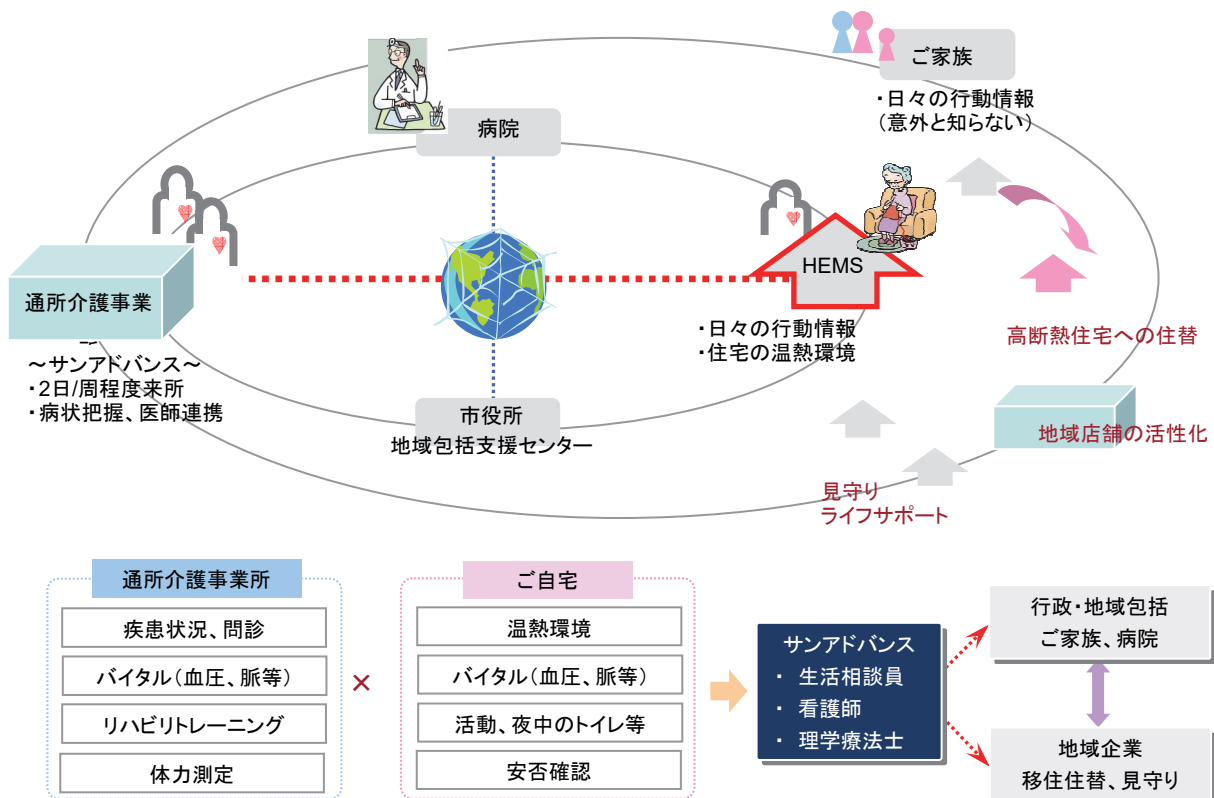 ご家族
・日々の行動情報
（意外と知らない）
病院
HEMS
通所介護事業
～サンアドバンス～
・2日/周程度来所
・病状把握、医師連携
・日々の行動情報
・住宅の温熱環境
高断熱住宅への住替
市役所
地域包括支援センター
地域店舗の活性化
見守り
ライフサポート
通所介護事業所
疾患状況、問診
バイタル（血圧、脈等）
リハビリトレーニング
体力測定
×
ご自宅
温熱環境
バイタル（血圧、脈等）
活動、夜中のトイレ等
安否確認
サンアドバンス
・ 生活相談員
・ 看護師
・ 理学療法士
行政・地域包括
ご家族、病院
地域企業
移住住替、見守り